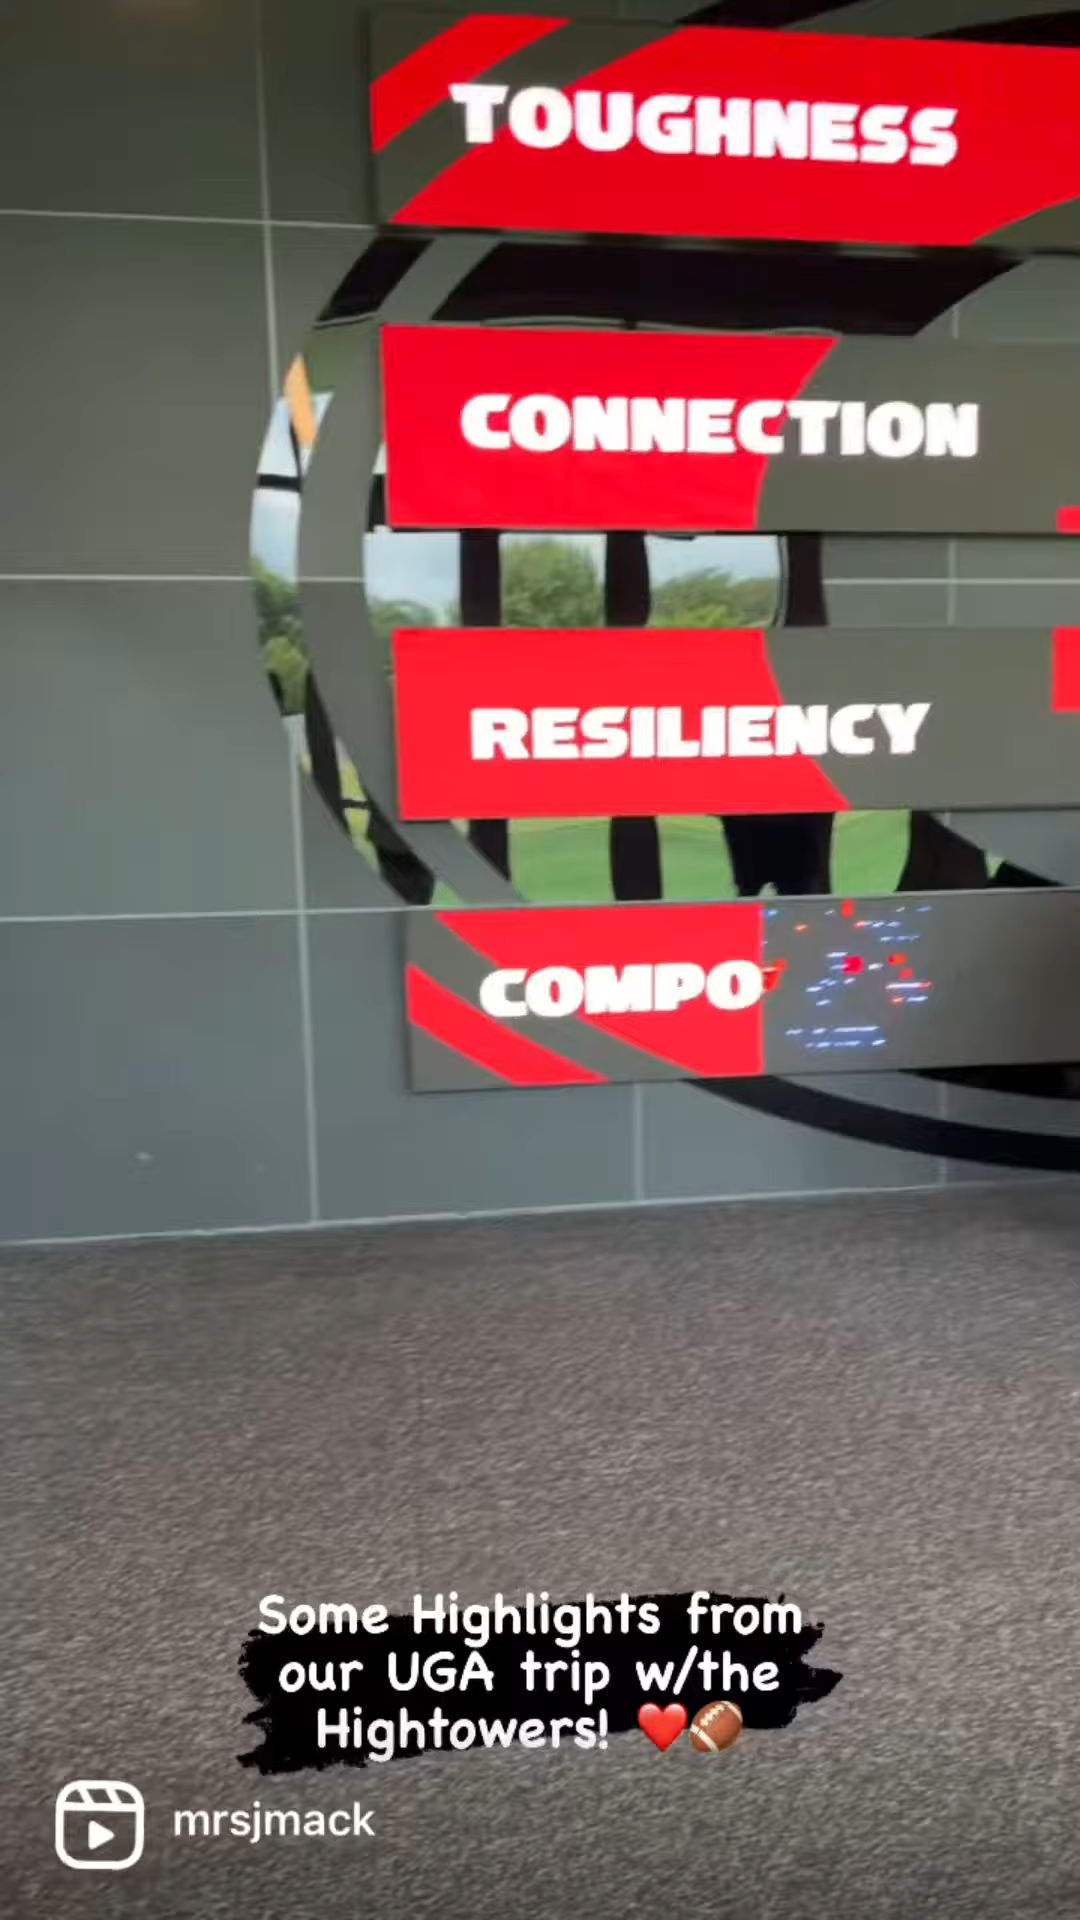 TOUGHNESS
CONNECTION
RESILIENCY
COMPO
Some Highlights from
our UGA trip w/the
Hightowers! ❤️🏈
mrsjmack